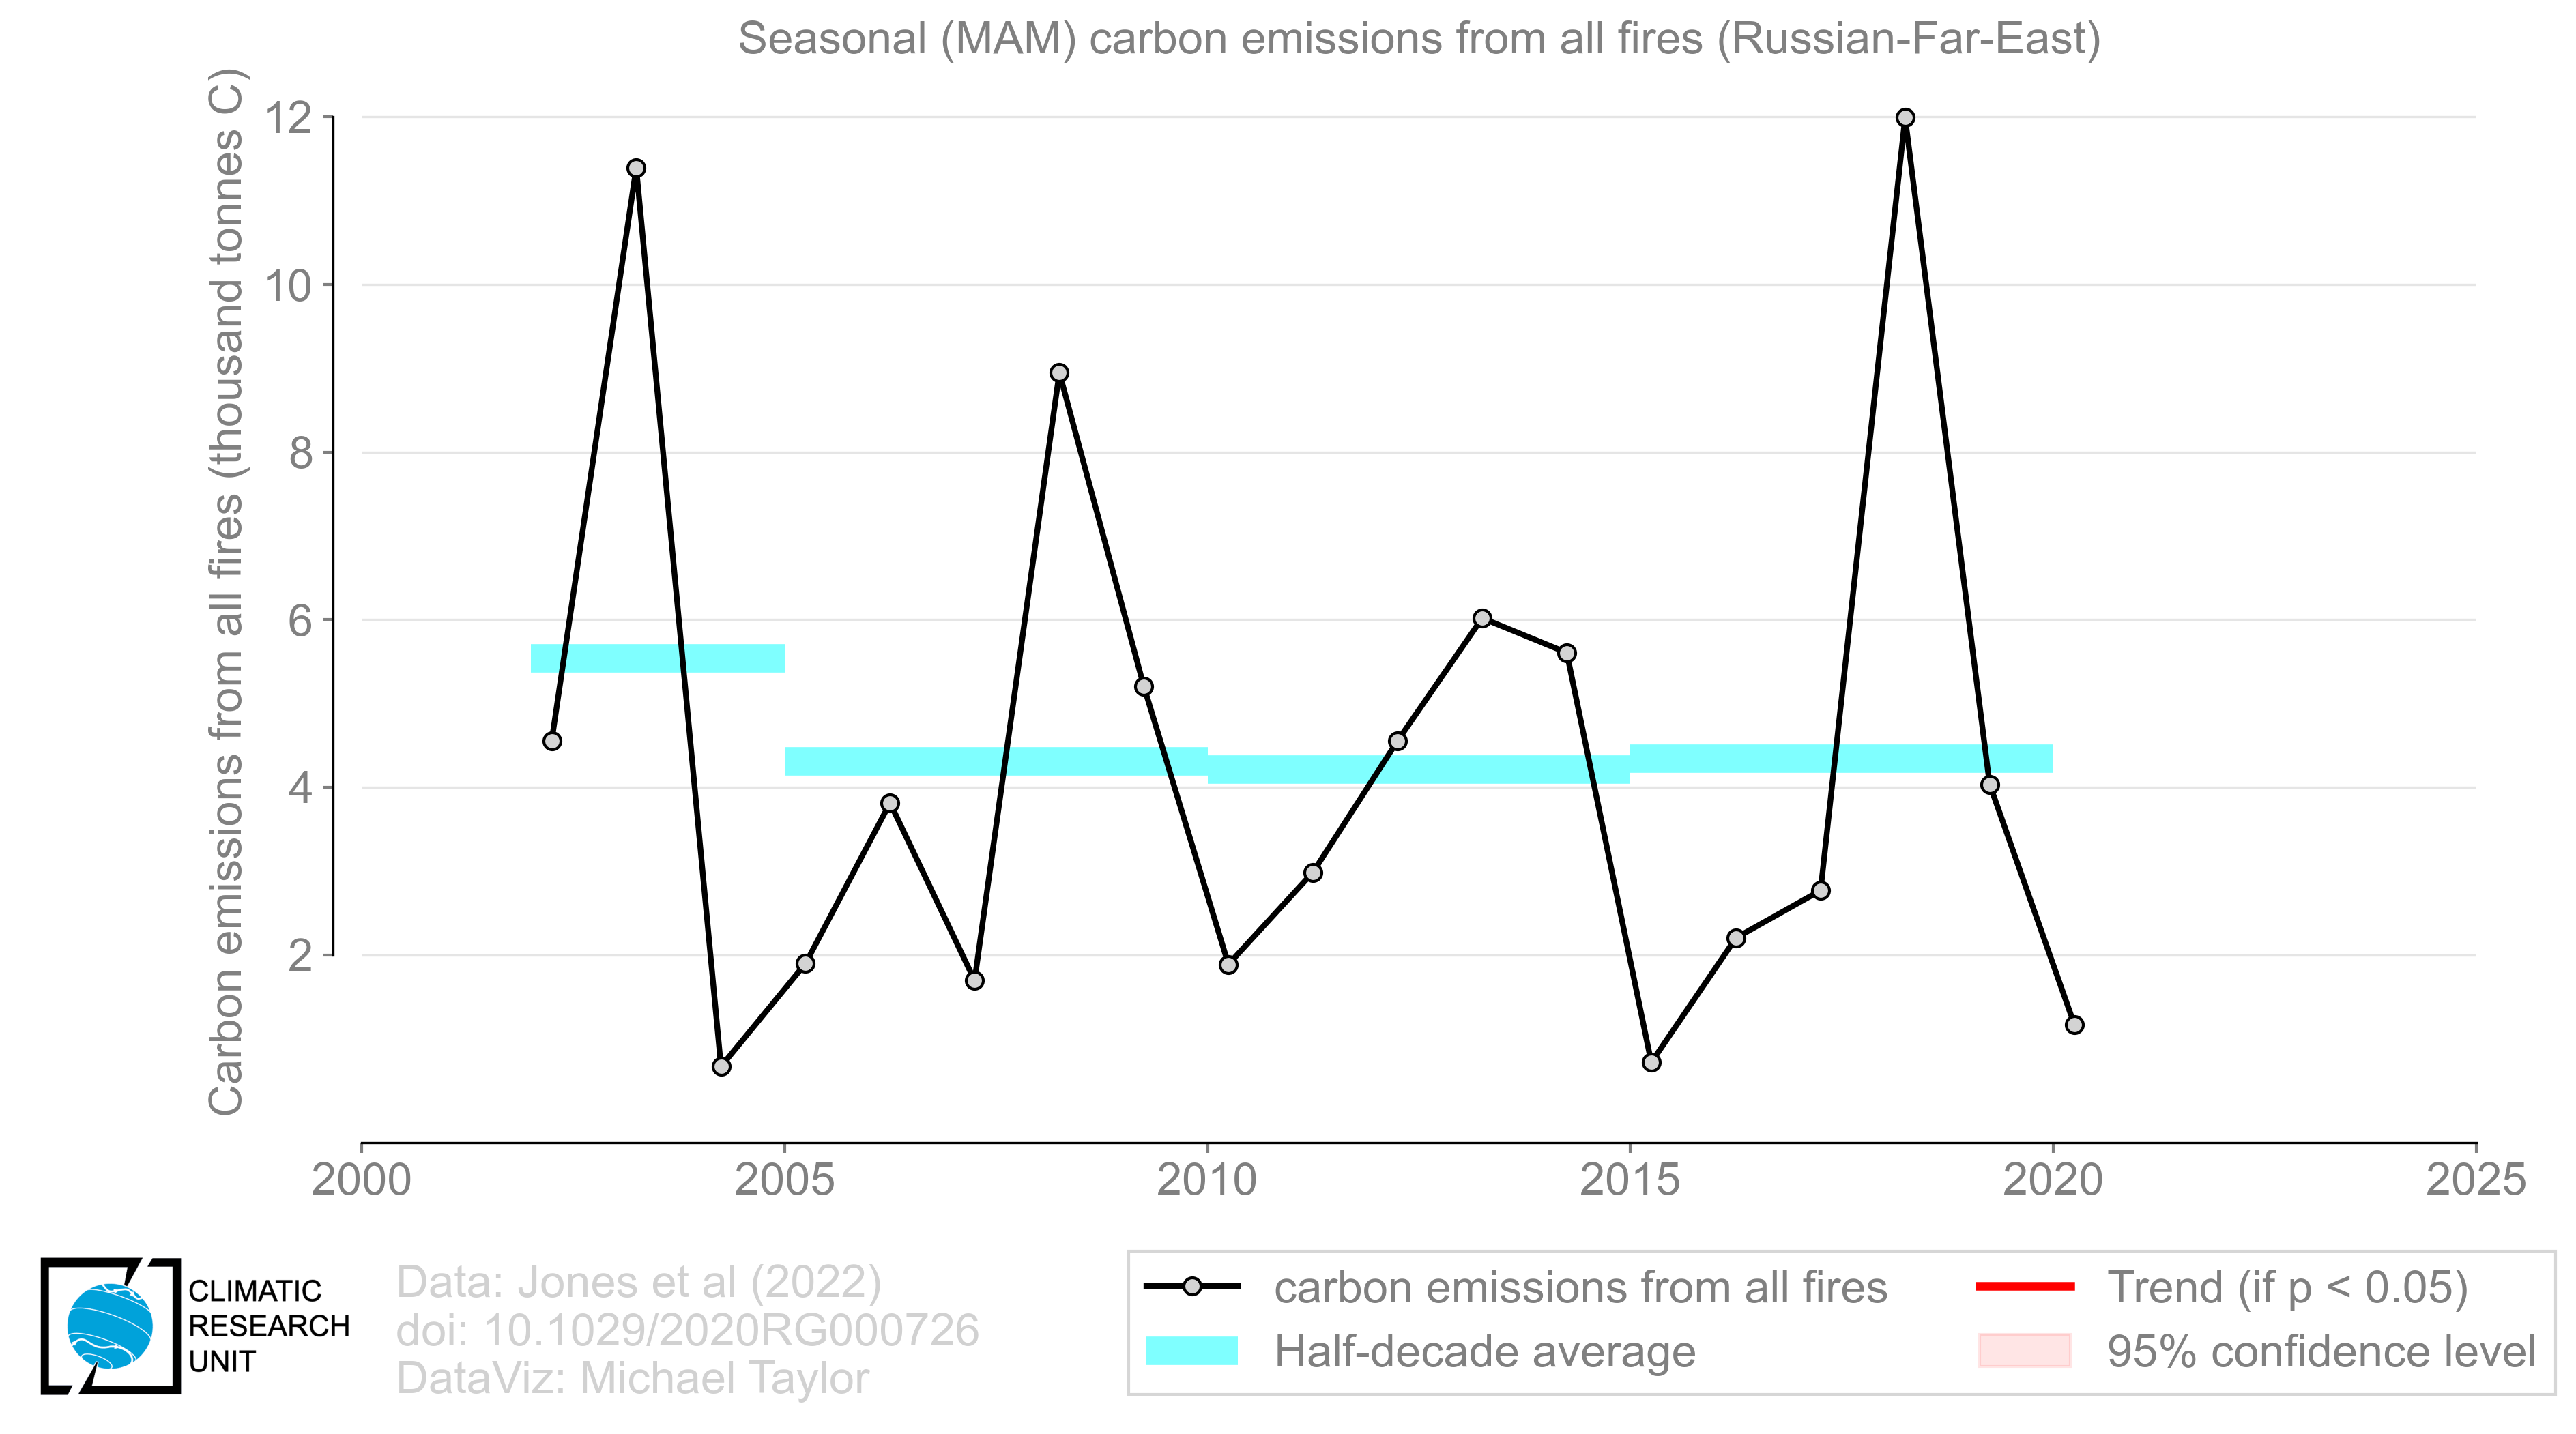 Seasonal (MAM) carbon emissions from all fires (Russian-Far-East)
Carbon emissions from all fires (thousand tonnes C)
12
10
8
6
4
2
2000 2005 2010 2015 2020 2025
CLIMATIC
RESEARCH
UNIT
Data: Jones et al (2022)
doi: 10.1029/2020RG000726
DataViz: Michael Taylor
carbon emissions from all fires
Half-decade average
Trend (if p < 0.05)
95% confidence level